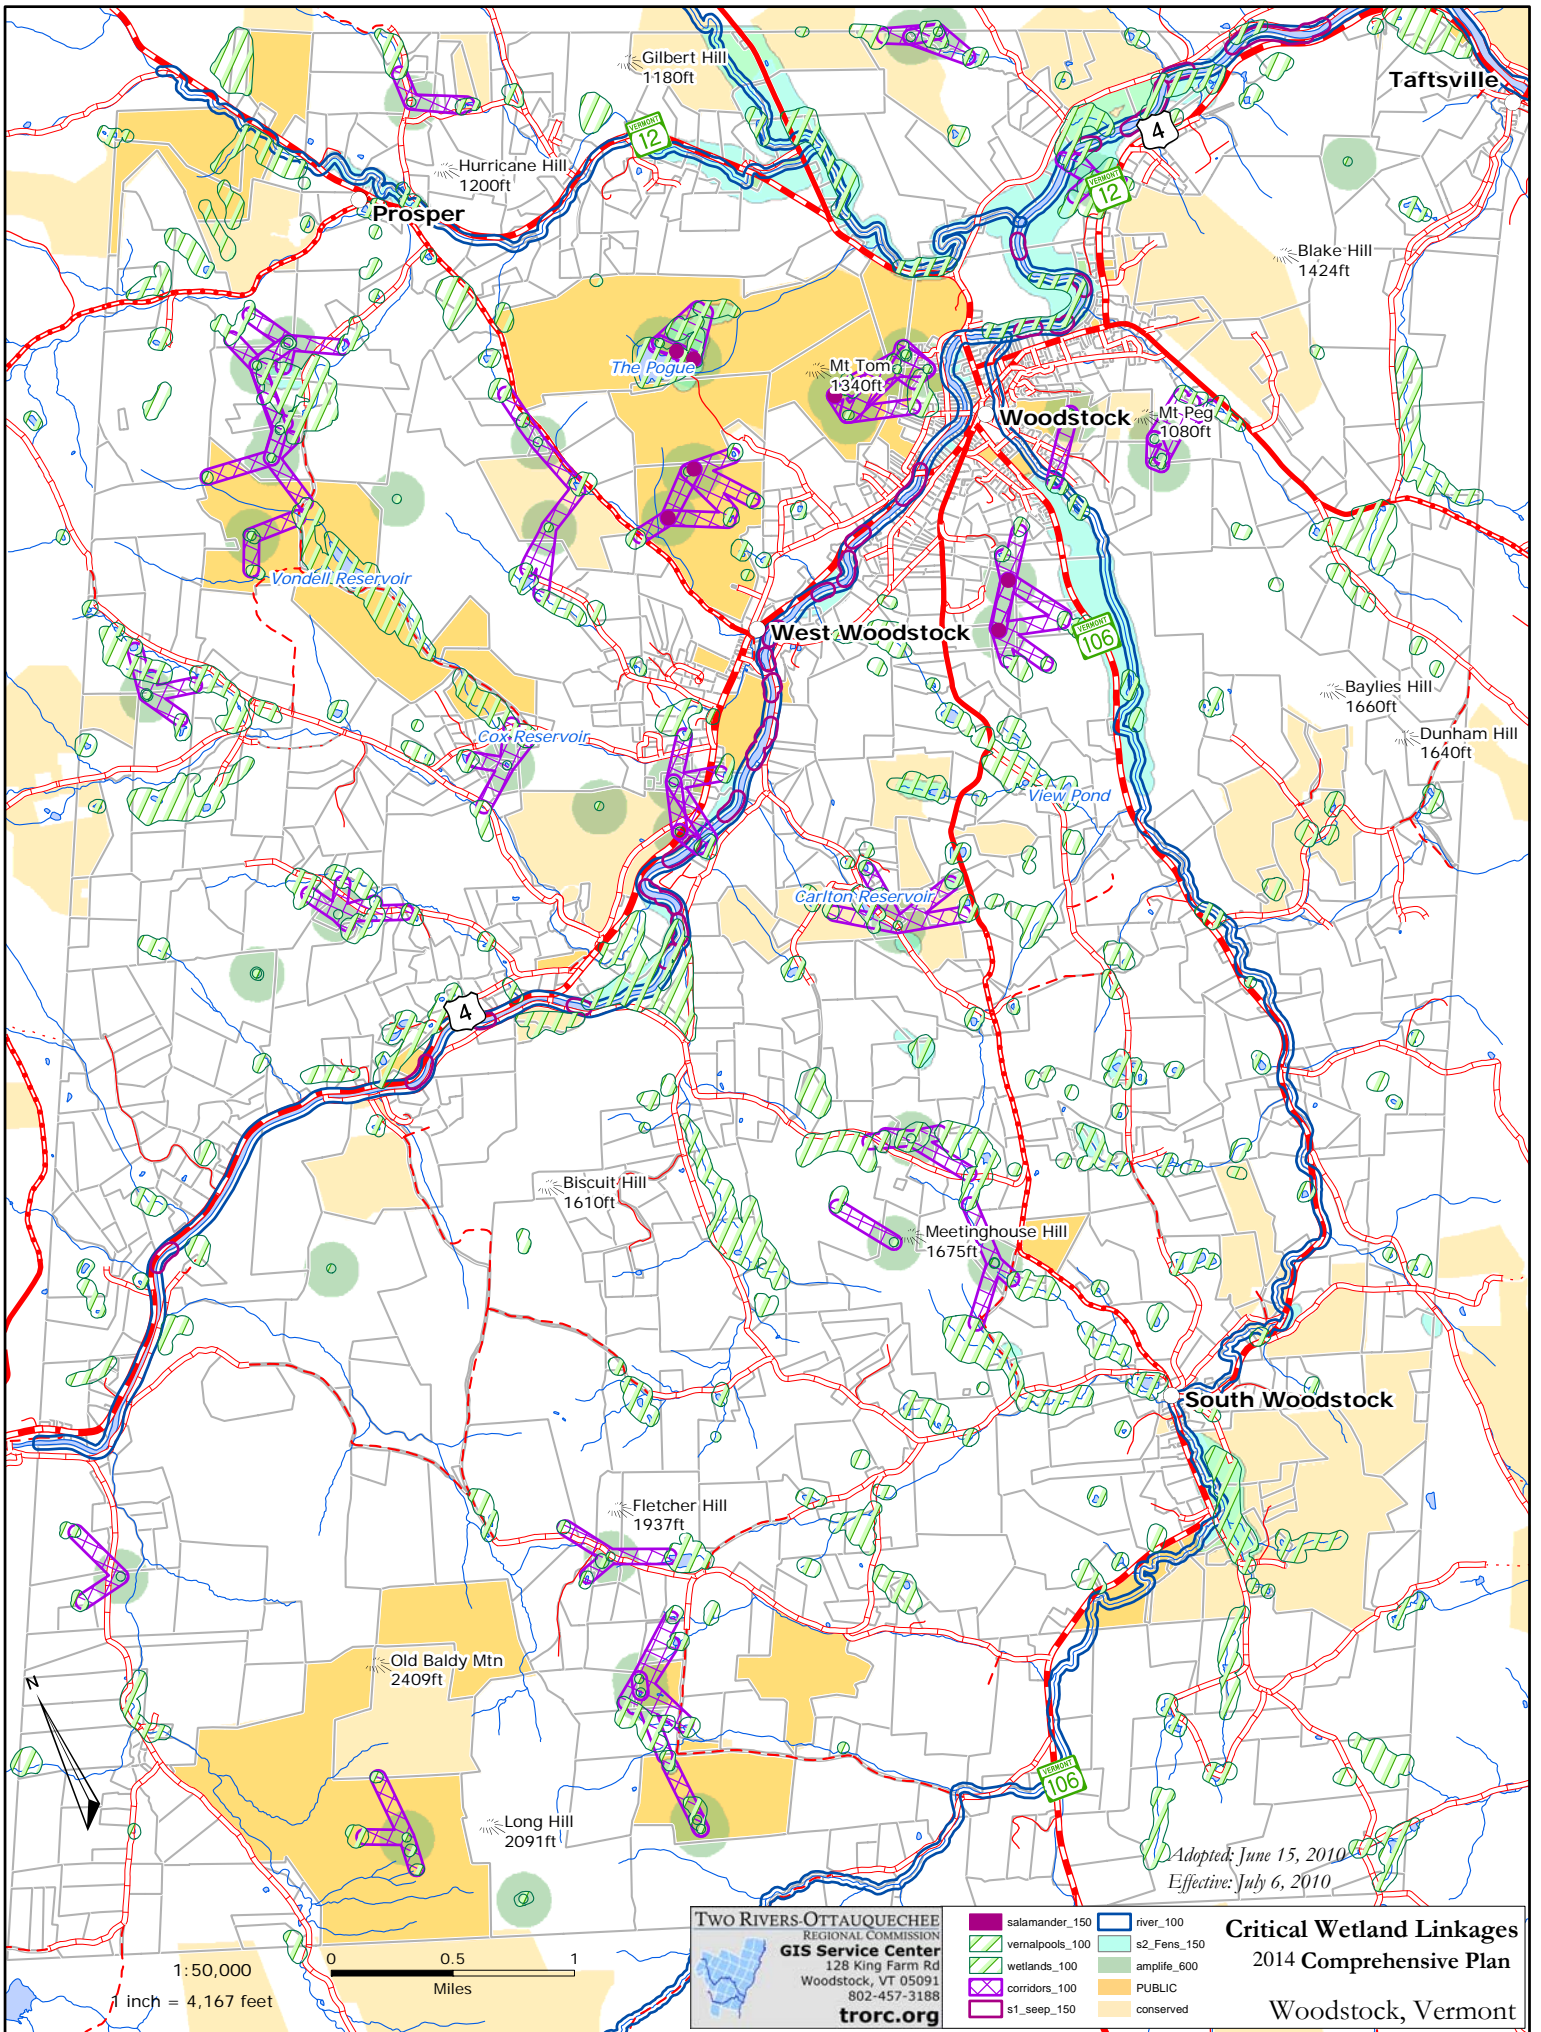 Gilbert Hill
1180ft
Taftsville
VERMONT
12
4
Hurricane Hill
1200ft
VERMONT
12
Prosper
Blake Hill
1424ft
The Pogue
Mt Tom
1340ft
Woodstock
Mt Peg
1080ft
Vondell Reservoir
West Woodstock
VERMONT
106
Baylies Hill
1660ft
Cox Reservoir
Dunham Hill
1640ft
View Pond
Carlton Reservoir
4
Biscuit Hill
1610ft
Meetinghouse Hill
1675ft
South Woodstock
Fletcher Hill
1937ft
Old Baldy Mtn
2409ft
N
VERMONT
106
Long Hill
2091ft
Adopted: June 15, 2010
Effective: July 6, 2010
1:50,000
1 inch = 4,167 feet
0 0.5 1
Miles
TWO RIVERS-OTTAUQUECHEE
REGIONAL COMMISSION
GIS Service Center
128 King Farm Rd
Woodstock, VT 05091
802-457-3188
trorc.org
salamander_150
vernalpools_100
wetlands_100
corridors_100
s1_seep_150
river_100
s2_Fens_150
amplife_600
PUBLIC
conserved
Critical Wetland Linkages
2014 Comprehensive Plan
Woodstock, Vermont